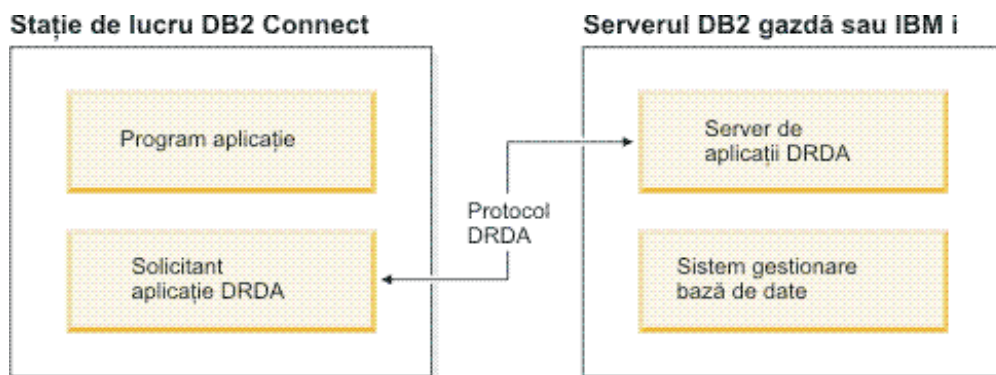 Stație de lucru DB2 Connect
Program aplicație
Solicitant
aplicație DRDA
Protocol
DRDA
Serverul DB2 gazdă sau IBM i
Server de
aplicații DRDA
Sistem gestionare
bază de date